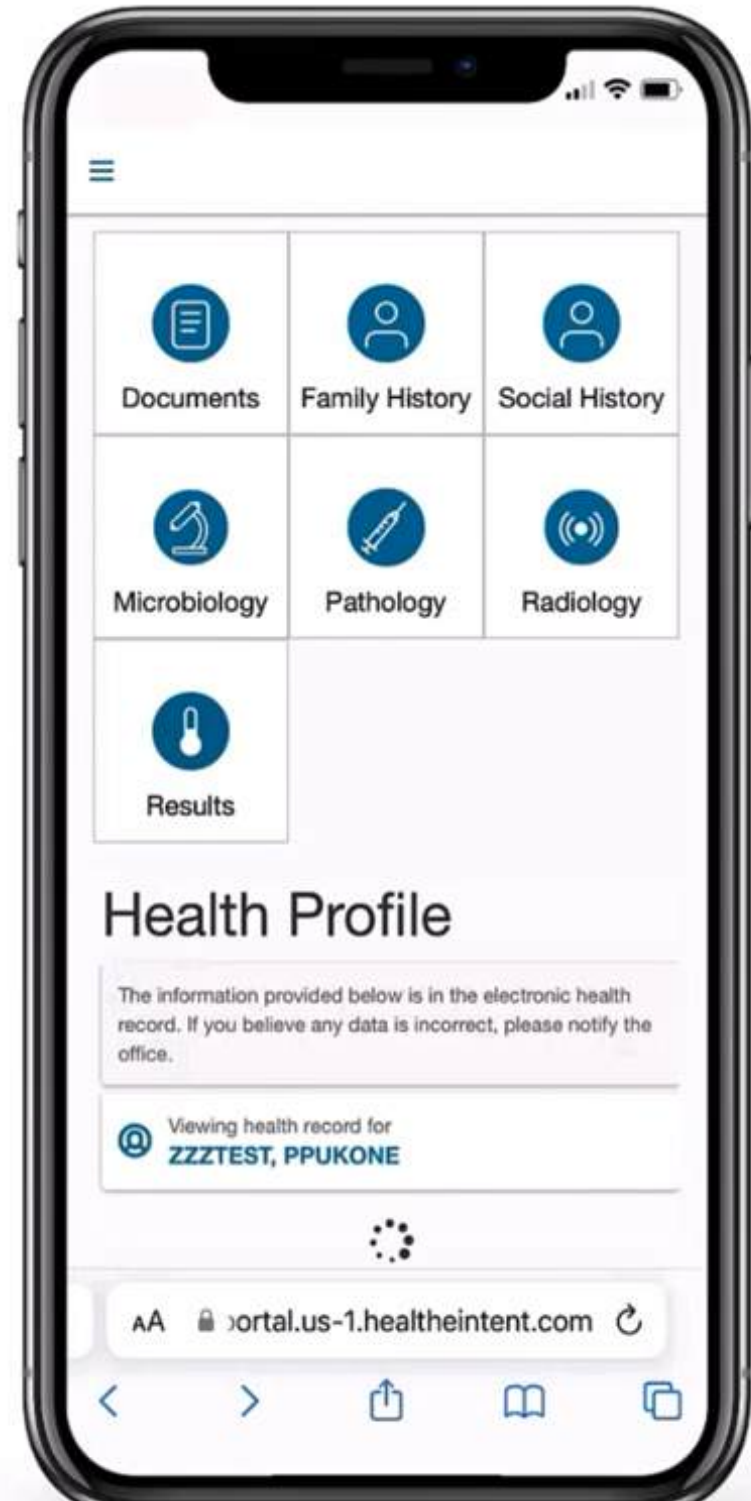 Documents Family History Social History
Microbiology Pathology Radiology
Results
Health Profile
The information provided below is in the electronic health
record. If you believe any data is incorrect, please notify the
office.
Viewing health record for
ZZZTEST, PPUKONE
AA ortal.us-1.healtheintent.com